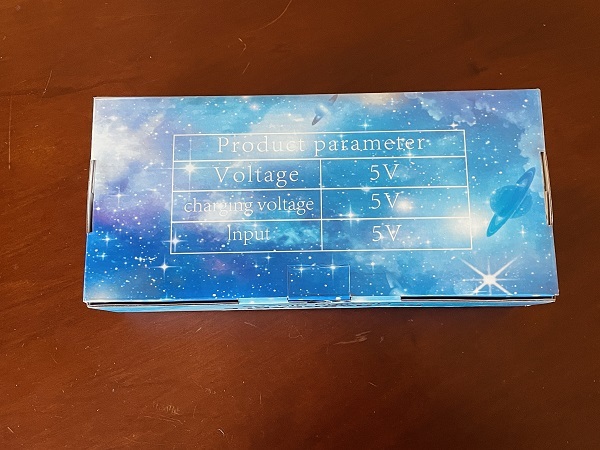 Product parameter
Voltage 5V
charging voltage 5V
Input 5V